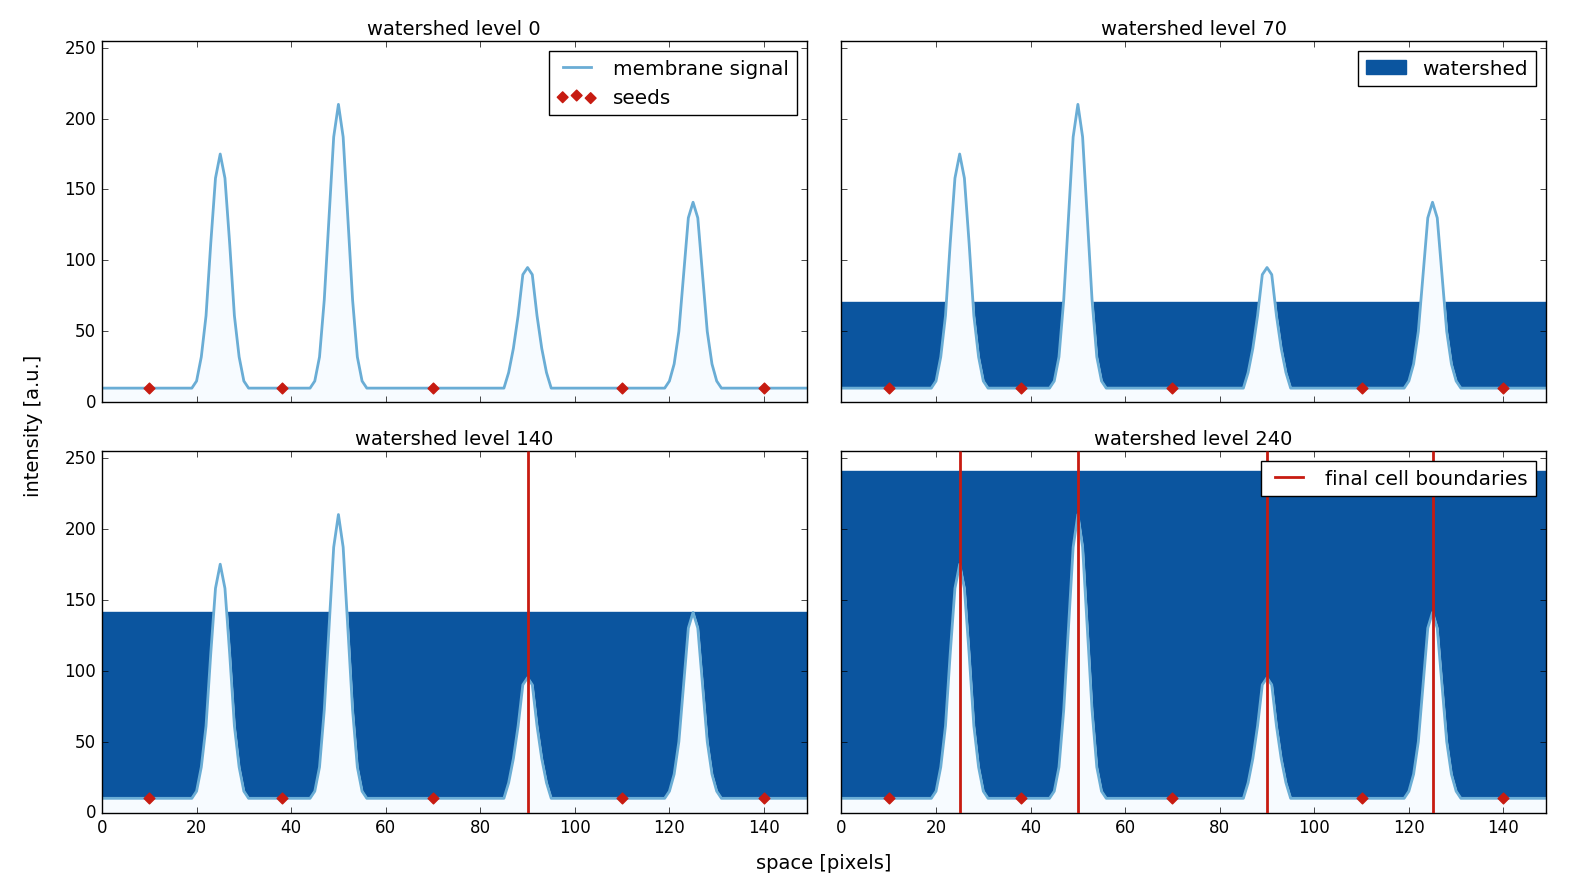 watershed level 0
watershed level 70
250
200
150
100
50
0
membrane signal
seeds
watershed
intensity [a.u.]
watershed level 140
watershed level 240
250
200
150
100
50
0
final cell boundaries
0 20 40 60 80 100 120 140
0 20 40 60 80 100 120 140
space [pixels]